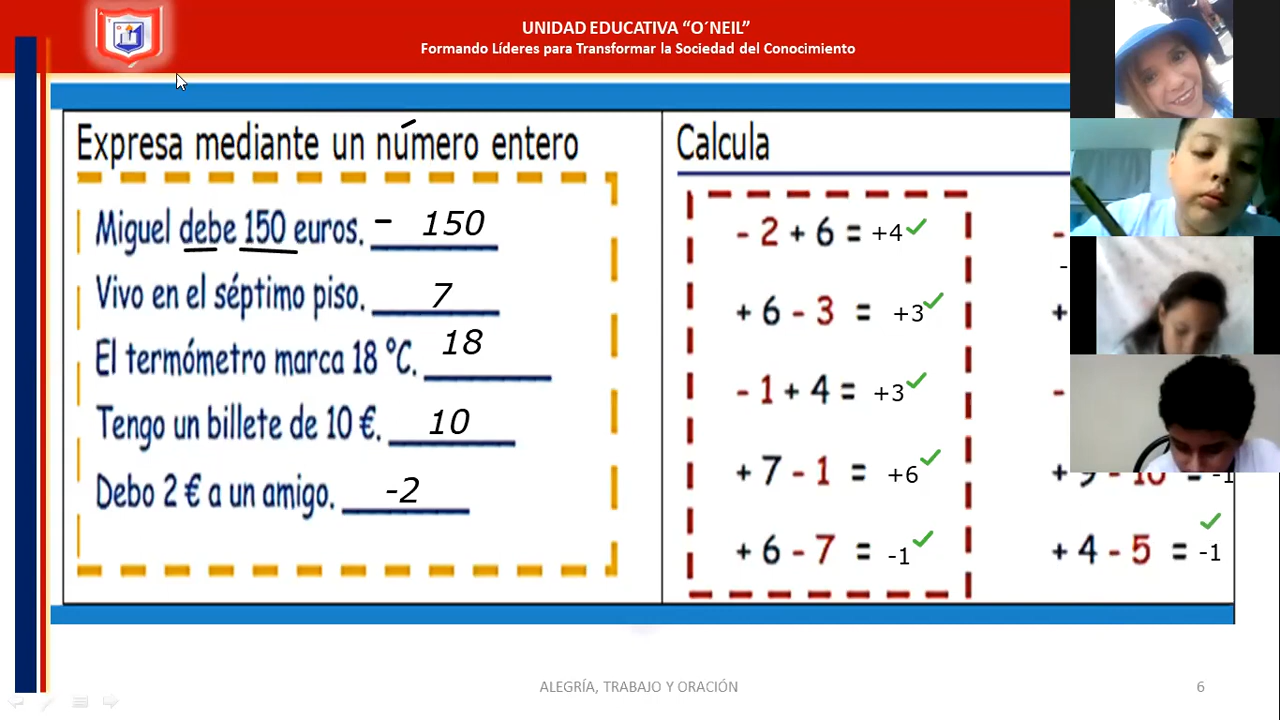 UNIDAD EDUCATIVA “O´NEIL”
Formando Líderes para Transformar la Sociedad del Conocimiento
Expresa mediante un número entero
Miguel debe 150 euros. - 150
Vivo en el séptimo piso. 7
El termómetro marca 18 °C. 18
Tengo un billete de 10 €. 10
Debo 2 € a un amigo. -2
Calcula
- 2 + 6 = +4
+ 6 - 3 = +3
- 1 + 4 = +3
+ 7 - 1 = +6
+ 6 - 7 = -1
+ 4 - 5 = -1
ALEGRÍA, TRABAJO Y ORACIÓN
6